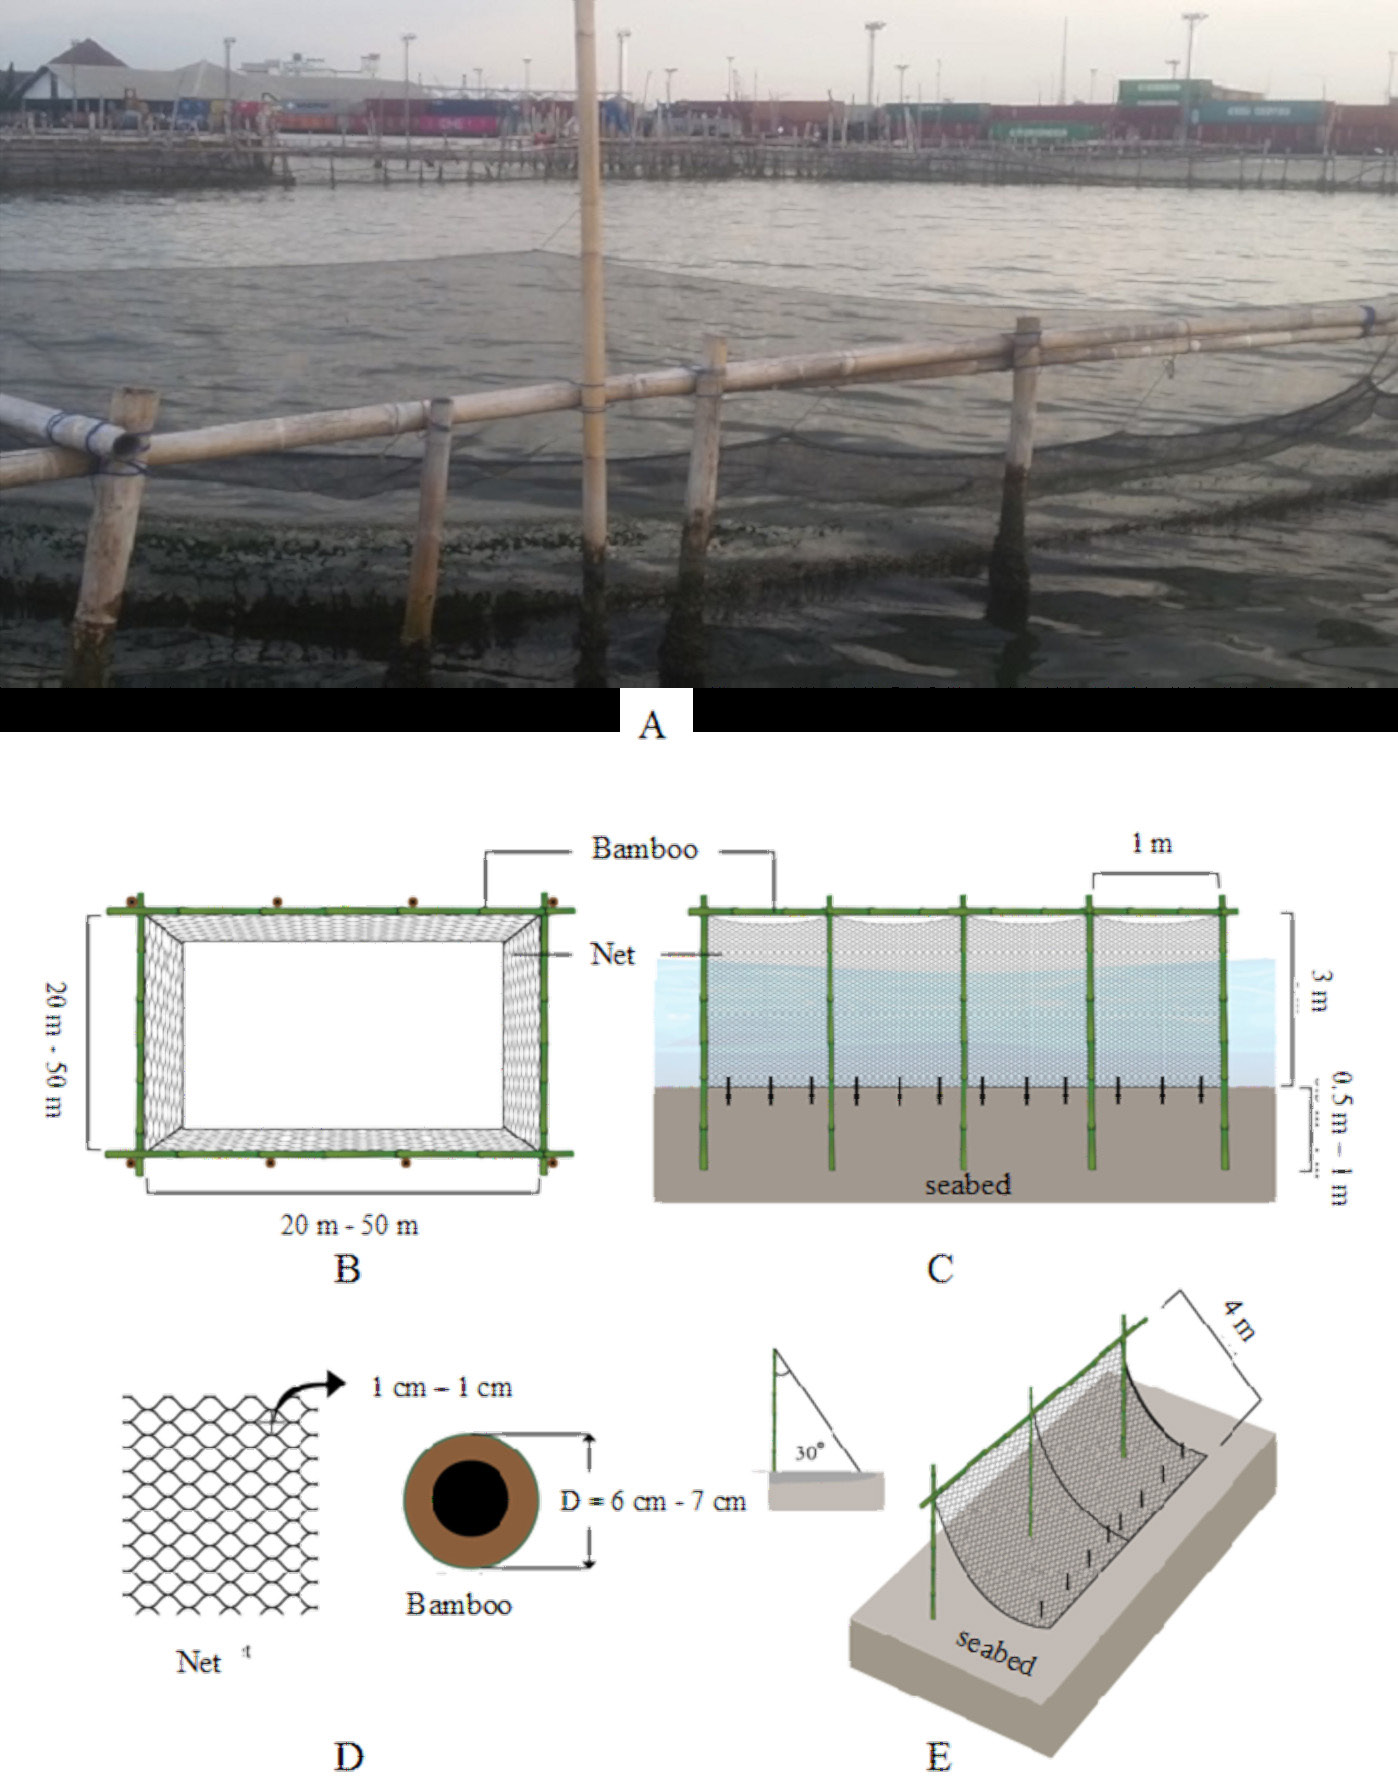 A
Bamboo
Net
20 m - 50 m
20 m - 50 m
B
1 m
3 m
0.5 m – 1 m
seabed
C
1 cm – 1 cm
Net
D = 6 cm - 7 cm
Bamboo
D
30°
4 m
seabed
E